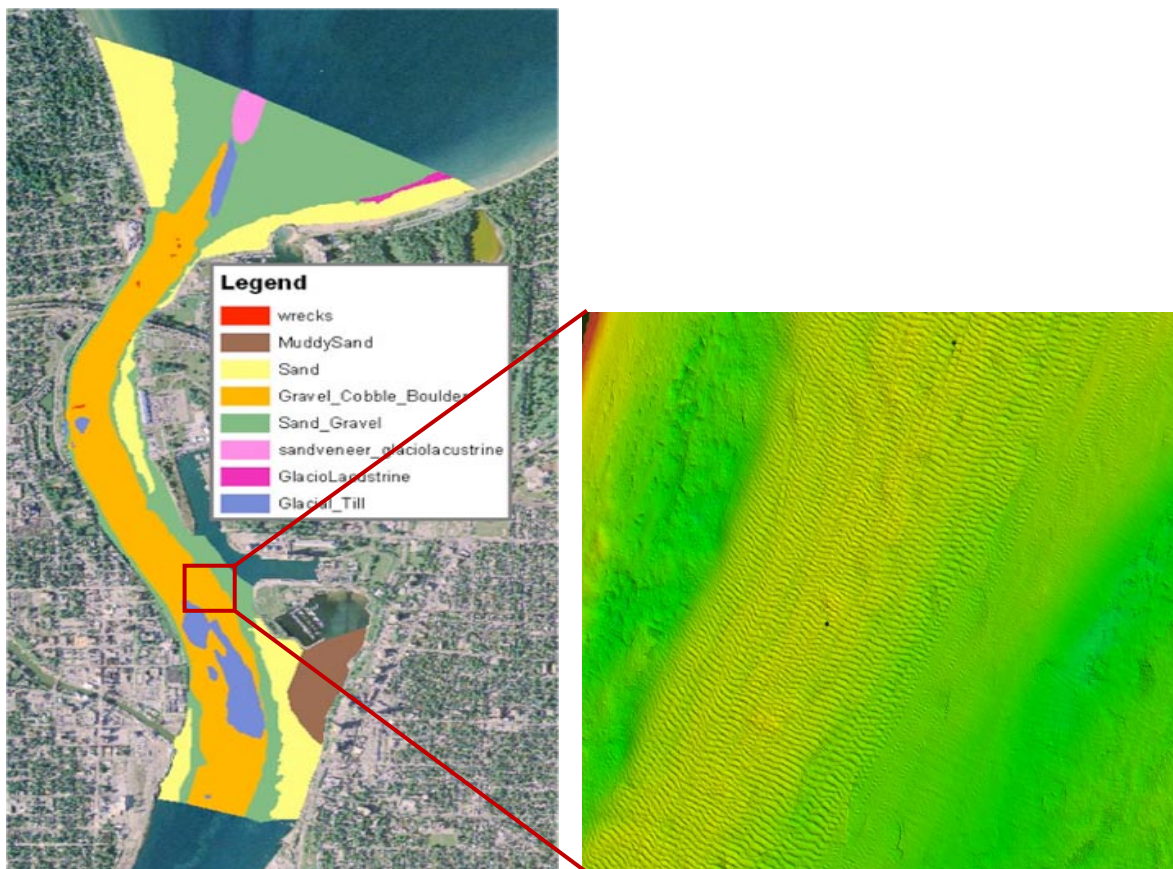 Legend
wrecks
MuddySand
Sand
Gravel_Cobble_Boulder
Sand_Gravel
sandveneer_glaciolacustrine
GlacioLacustrine
Glacial_Till